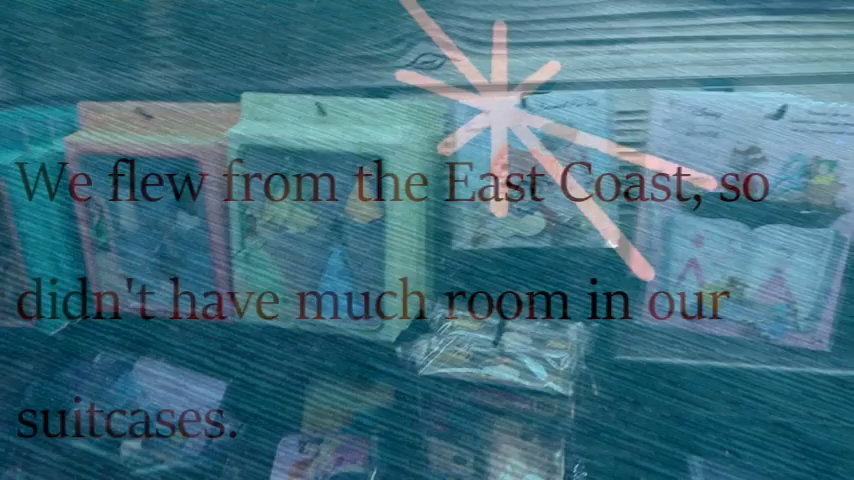 We flew from the East Coast, so
didn't have much room in our
suitcases.